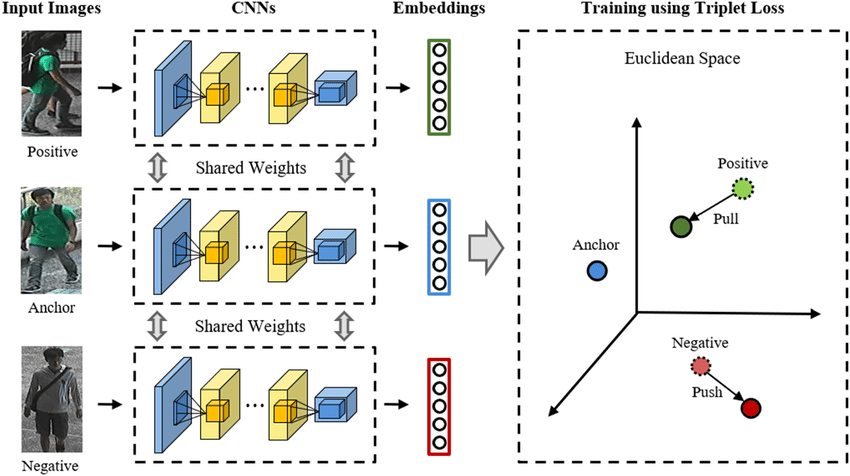 Input Images
CNNs
Embeddings
Training using Triplet Loss
Positive
Shared Weights
Anchor
Shared Weights
Negative
Euclidean Space
Positive
Pull
Anchor
Negative
Push